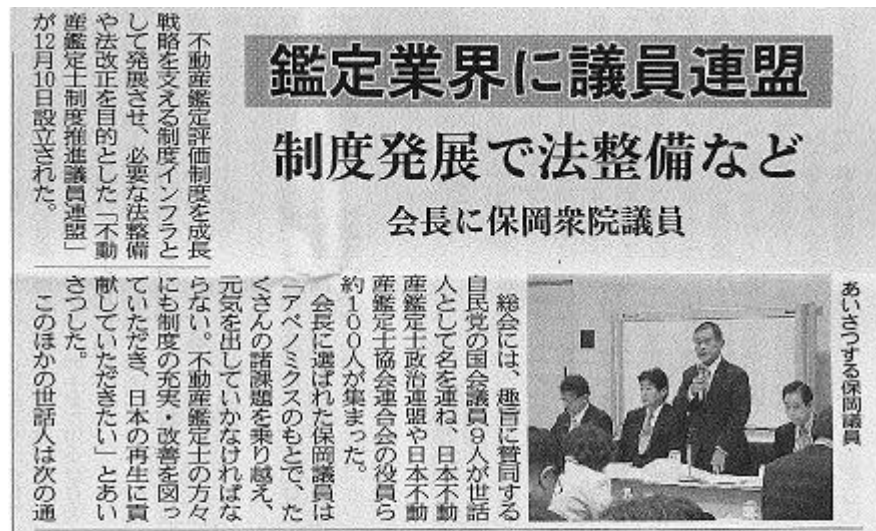 鑑定業界に議員連盟
制度発展で法整備など
会長に保岡衆院議員
不動産鑑定評価制度を成長
戦略を支える制度インフラと
して発展させ、必要な法整備
や法改正を目的とした「不動
産鑑定士制度推進議員連盟」
が12月10日設立された。
あいさつする保岡議員
総会には、趣旨に賛同する
自民党の国会議員9人が世話
人として名を連ね、日本不動
産鑑定士政治連盟や日本不動
産鑑定士協会連合会の役員ら
約100人が集まった。
会長に選ばれた保岡議員は
「アベノミクスのもとで、た
くさんの諸課題を乗り越え、
元気を出していかなければな
らない。不動産鑑定士の方々
にも制度の充実・改善を図っ
ていただき、日本の再生に貢
献していただきたい」とあい
さつした。
このほかの世話人は次の通